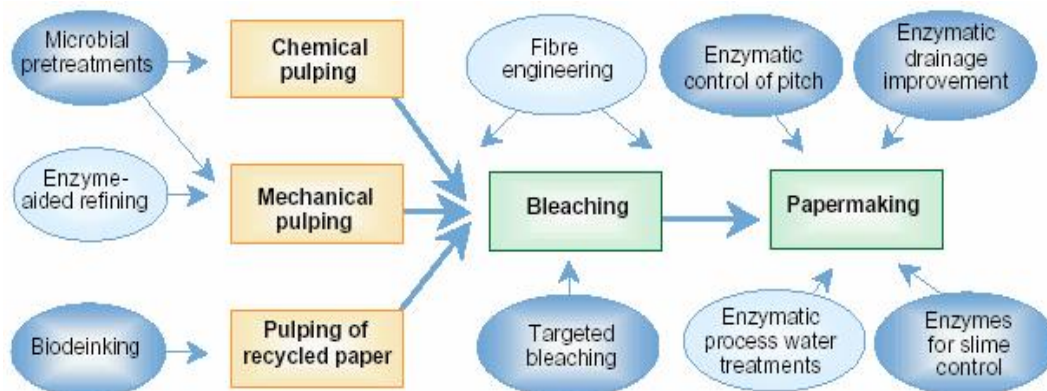 Microbial
pretreatments
Chemical
pulping
Fibre
engineering
Enzymatic
control of pitch
Enzymatic
drainage
improvement
Enzyme-
aided refining
Mechanical
pulping
Bleaching
Papermaking
Biodeinking
Pulping of
recycled paper
Targeted
bleaching
Enzymatic
process water
treatments
Enzymes
for slime
control